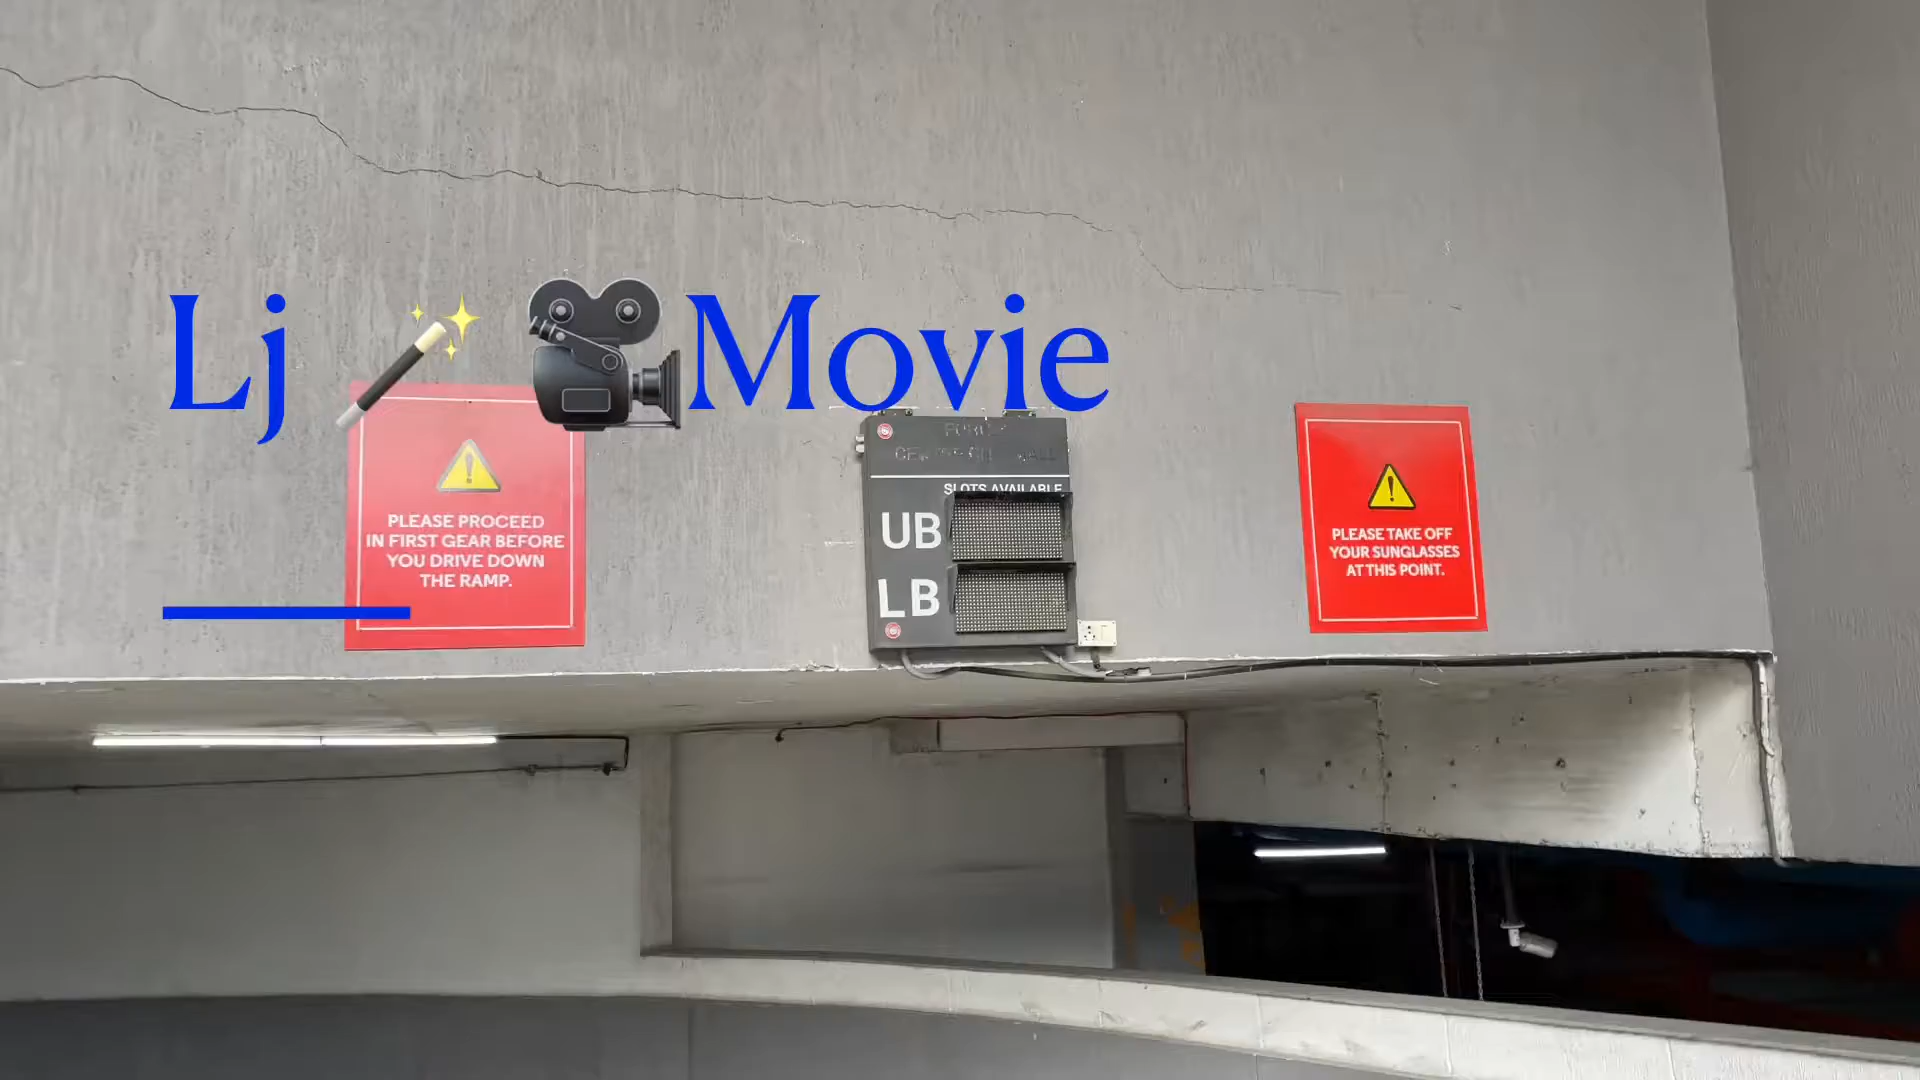 Lj 🪄 🎥Movie
PLEASE PROCEED
IN FIRST GEAR BEFORE
YOU DRIVE DOWN
THE RAMP.
SLOTS AVAILABLE
UB
LB
PLEASE TAKE OFF
YOUR SUNGLASSES
AT THIS POINT.